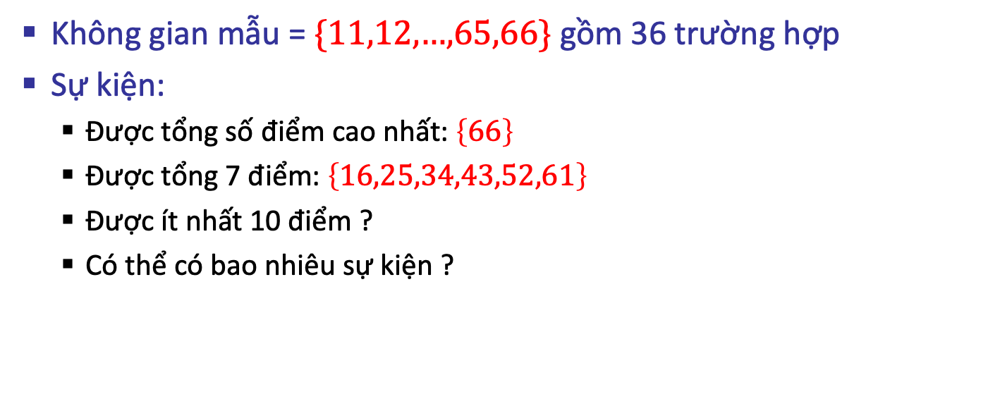 ▪ Không gian mẫu = {11,12,...,65,66} gồm 36 trường hợp
▪ Sự kiện:
▪ Được tổng số điểm cao nhất: {66}
▪ Được tổng 7 điểm: {16,25,34,43,52,61}
▪ Được ít nhất 10 điểm ?
▪ Có thể có bao nhiêu sự kiện ?